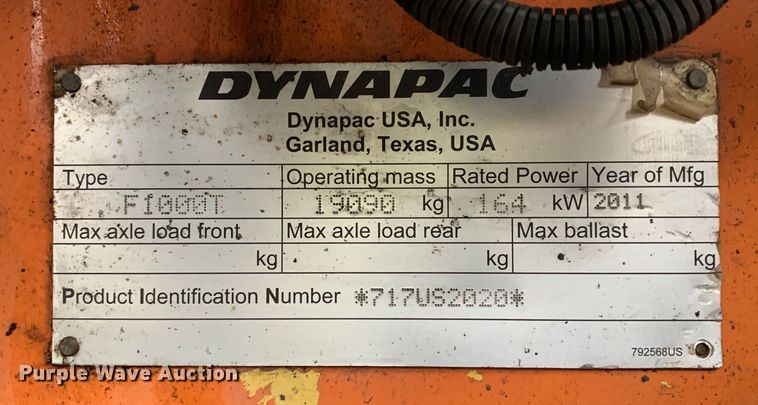 DYNAPAC
Dynapac USA, Inc.
Garland, Texas, USA
Type Operating mass Rated Power Year of Mfg
F1000T 19090 kg 164 kW 2011
Max axle load front Max axle load rear Max ballast
kg kg kg
Product Identification Number *717US2020*
792568US
Purple Wave Auction